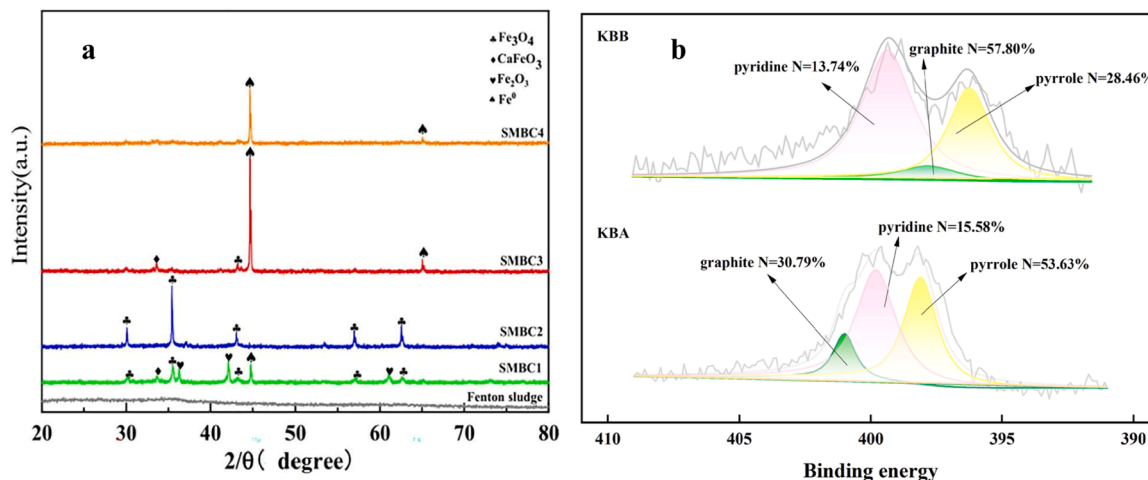 a
♣ Fe3O4
♦ CaFeO3
♥ Fe2O3
♠ Fe0
SMBC4
SMBC3
SMBC2
SMBC1
Fenton sludge
Intensity(a.u.)
20 30 40 50 60 70 80
2/θ( degree)
b
KBB
graphite N=57.80%
pyridine N=13.74%
pyrrole N=28.46%
KBA
pyridine N=15.58%
graphite N=30.79%
pyrrole N=53.63%
410 405 400 395 390
Binding energy